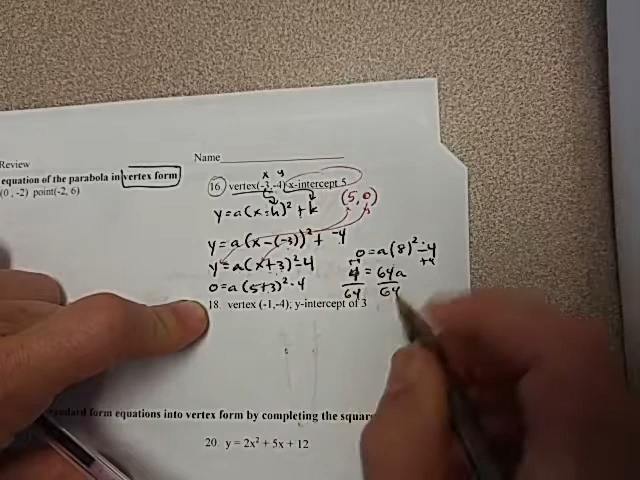 Review
Name
equation of the parabola in vertex form
(0, -2) point(-2, 6)
x y
16. vertex(-3,-4) x-intercept 5
(5,0)
y=a(x-h)²+k
y=a(x-(-3))²+ -4
y=a(x+3)²-4
0=a(5+3)²-4
0=a(8)²-4
+4 +4
4=64a
64 64
18. vertex (-1,-4); y-intercept of 3
ndard form equations into vertex form by completing the squar
20. y = 2x² + 5x + 12